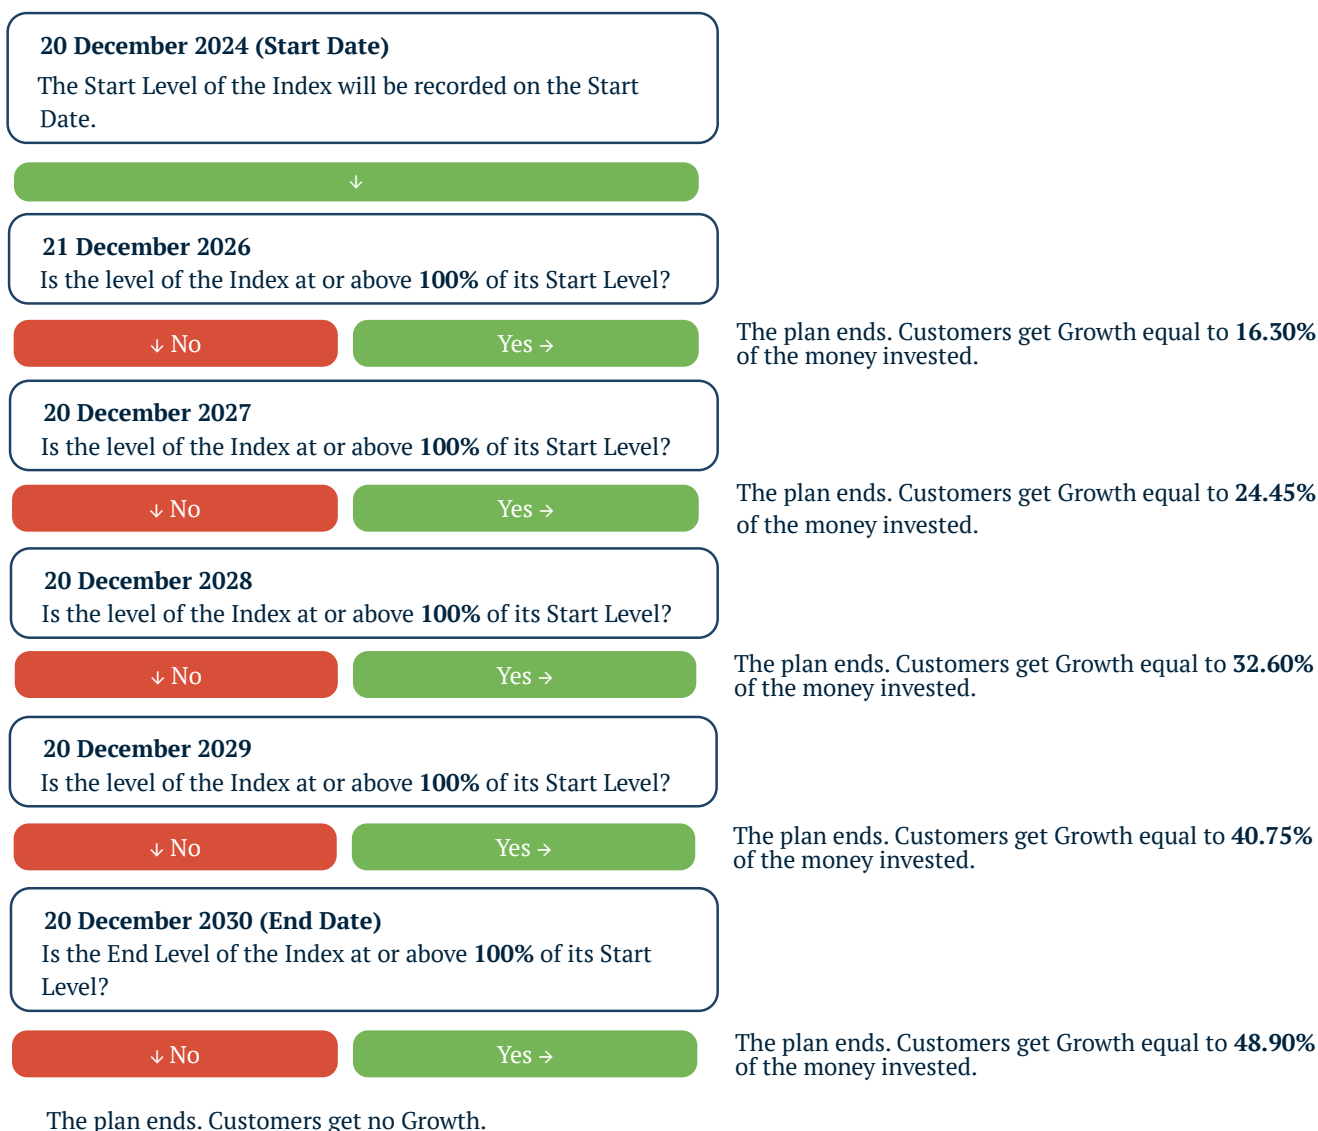 20 December 2024 (Start Date)
The Start Level of the Index will be recorded on the Start
Date.
↓
21 December 2026
Is the level of the Index at or above 100% of its Start Level?
↓ No
Yes →
The plan ends. Customers get Growth equal to 16.30%
of the money invested.
20 December 2027
Is the level of the Index at or above 100% of its Start Level?
↓ No
Yes →
The plan ends. Customers get Growth equal to 24.45%
of the money invested.
20 December 2028
Is the level of the Index at or above 100% of its Start Level?
↓ No
Yes →
The plan ends. Customers get Growth equal to 32.60%
of the money invested.
20 December 2029
Is the level of the Index at or above 100% of its Start Level?
↓ No
Yes →
The plan ends. Customers get Growth equal to 40.75%
of the money invested.
20 December 2030 (End Date)
Is the End Level of the Index at or above 100% of its Start
Level?
↓ No
Yes →
The plan ends. Customers get Growth equal to 48.90%
of the money invested.
The plan ends. Customers get no Growth.